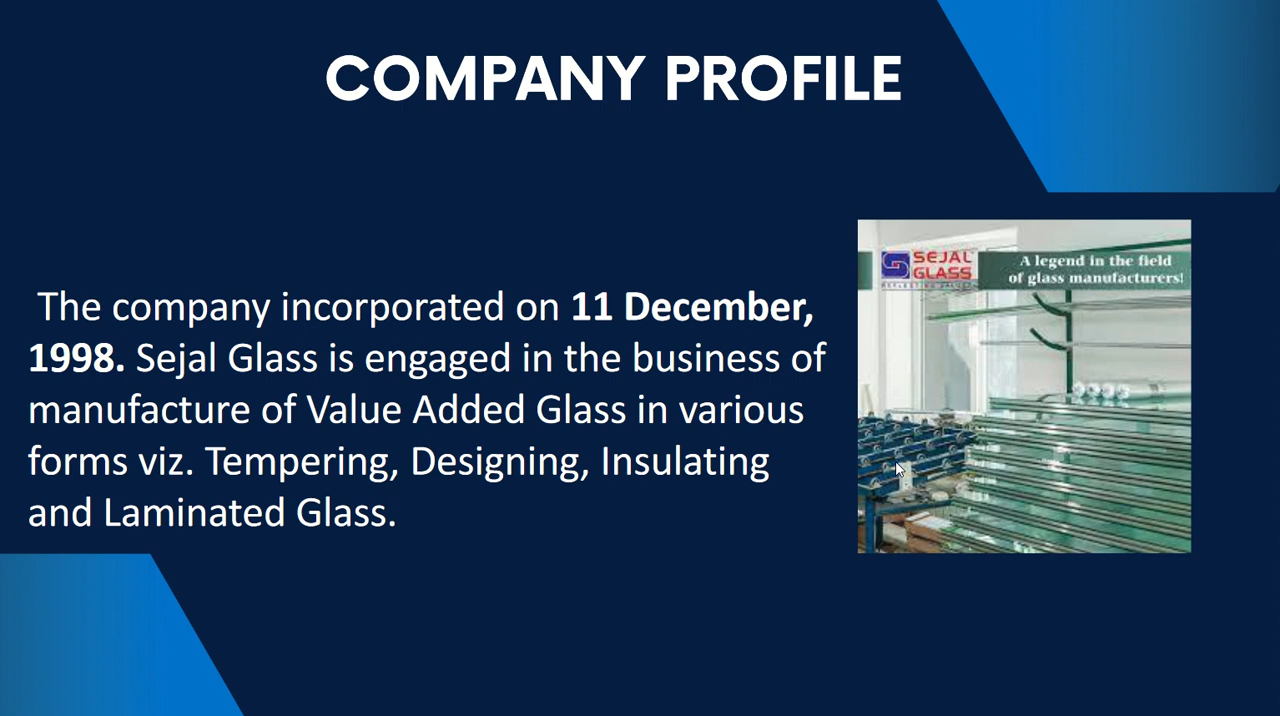 COMPANY PROFILE
The company incorporated on 11 December,
1998. Sejal Glass is engaged in the business of
manufacture of Value Added Glass in various
forms viz. Tempering, Designing, Insulating
and Laminated Glass.
SEJAL
GLASS
REFLECTING VALUES
A legend in the field
of glass manufacturers!